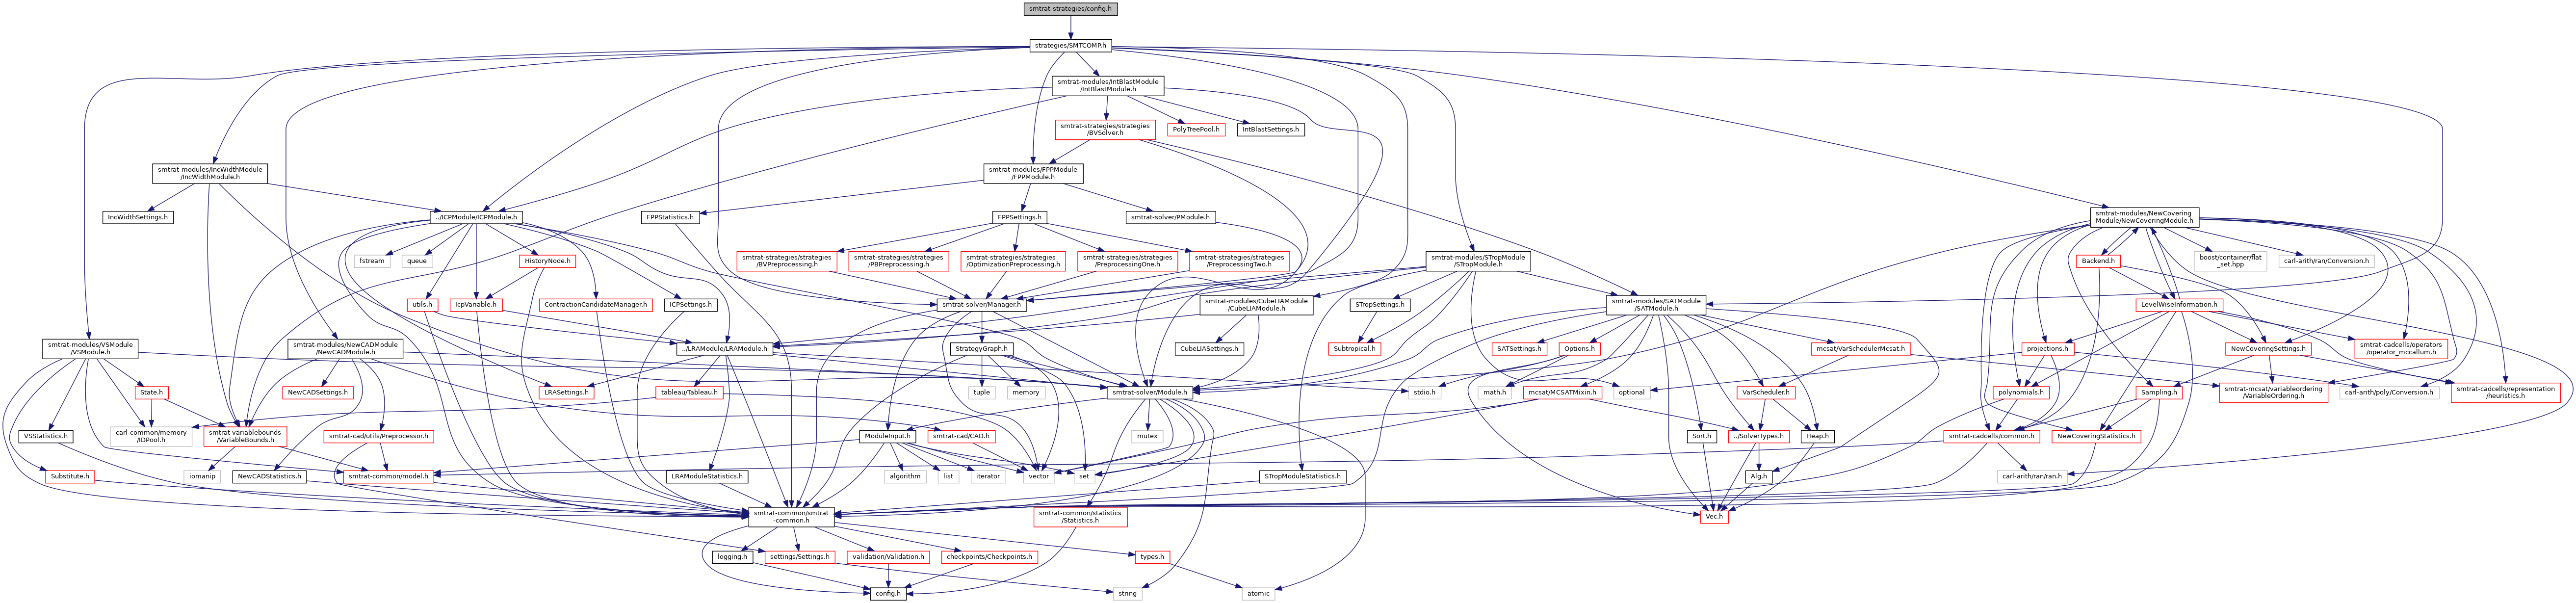 smtrat-strategies/config.h
strategies/SMTCOMP.h
smtrat-modules/IntBlastModule
/IntBlastModule.h
smtrat-strategies/strategies
/BVSolver.h
PolyTreePool.h
IntBlastSettings.h
smtrat-modules/IncWidthModule
/IncWidthModule.h
smtrat-modules/FPPModule
/FPPModule.h
IncWidthSettings.h
../ICPModule/ICPModule.h
FPPStatistics.h
FPPSettings.h
smtrat-solver/PModule.h
smtrat-modules/NewCovering
Module/NewCoveringModule.h
fstream
queue
HistoryNode.h
smtrat-strategies/strategies
/BVPreprocessing.h
smtrat-strategies/strategies
/PBPreprocessing.h
smtrat-strategies/strategies
/OptimizationPreprocessing.h
smtrat-strategies/strategies
/PreprocessingOne.h
smtrat-strategies/strategies
/PreprocessingTwo.h
smtrat-modules/STropModule
/STropModule.h
Backend.h
boost/container/flat
_set.hpp
carl-arith/ran/Conversion.h
utils.h
IcpVariable.h
ContractionCandidateManager.h
ICPSettings.h
smtrat-solver/Manager.h
smtrat-modules/CubeLIAModule
/CubeLIAModule.h
STropSettings.h
smtrat-modules/SATModule
/SATModule.h
LevelWiseInformation.h
smtrat-modules/VSModule
/VSModule.h
smtrat-modules/NewCADModule
/NewCADModule.h
../LRAModule/LRAModule.h
StrategyGraph.h
CubeLIASettings.h
Subtropical.h
SATSettings.h
Options.h
mcsat/VarSchedulerMcsat.h
projections.h
NewCoveringSettings.h
smtrat-cadcells/operators
/operator_mccallum.h
State.h
NewCADSettings.h
LRASettings.h
tableau/Tableau.h
tuple
memory
smtrat-solver/Module.h
stdio.h
math.h
mcsat/MCSATMixin.h
optional
VarScheduler.h
polynomials.h
Sampling.h
smtrat-mcsat/variableordering
/VariableOrdering.h
carl-arith/poly/Conversion.h
smtrat-cadcells/representation
/heuristics.h
VSStatistics.h
carl-common/memory
/IDPool.h
smtrat-variablebounds
/VariableBounds.h
smtrat-cad/utils/Preprocessor.h
ModuleInput.h
smtrat-cad/CAD.h
mutex
../SolverTypes.h
Sort.h
Heap.h
smtrat-cadcells/common.h
NewCoveringStatistics.h
Substitute.h
iomanip
NewCADStatistics.h
smtrat-common/model.h
LRAModuleStatistics.h
algorithm
list
iterator
vector
set
STropModuleStatistics.h
Alg.h
carl-arith/ran/ran.h
smtrat-common/smtrat
-common.h
smtrat-common/statistics
/Statistics.h
Vec.h
logging.h
settings/Settings.h
validation/Validation.h
checkpoints/Checkpoints.h
types.h
config.h
string
atomic